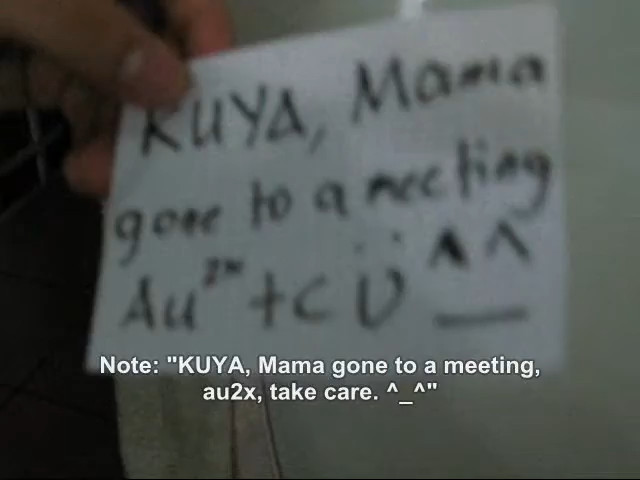 KUYA, Mama
gone to a meeting
Au²ˣ + C Ü ^_^
Note: "KUYA, Mama gone to a meeting,
au2x, take care. ^_^"